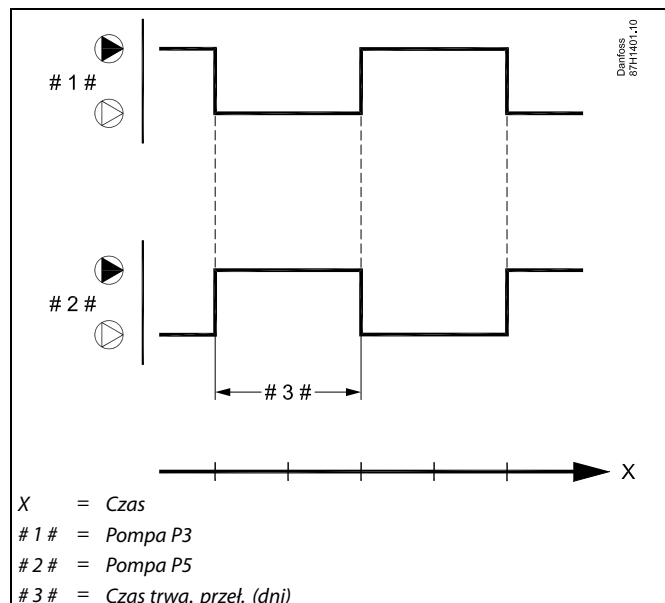 Danfoss
87H1401.10
# 1 #
# 2 #
# 3 #
X
X = Czas
# 1 # = Pompa P3
# 2 # = Pompa P5
# 3 # = Czas trwa. przeł. (dni)